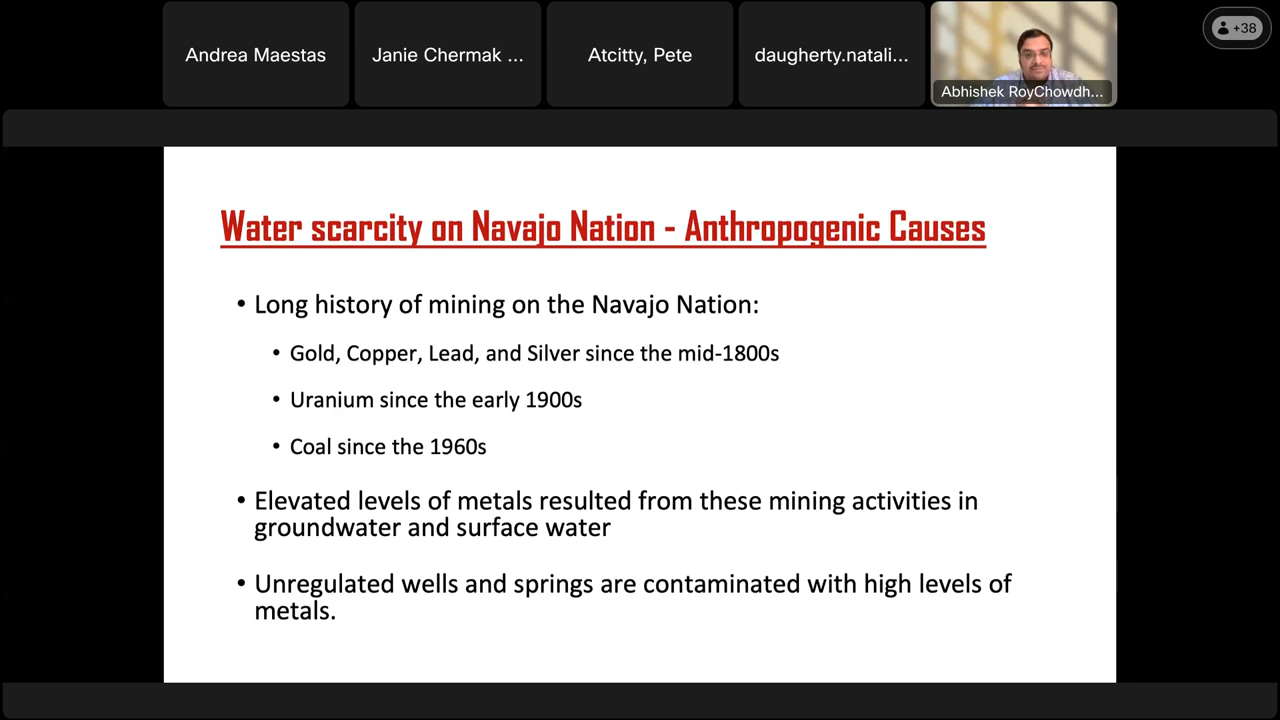 Andrea Maestas
Janie Chermak ...
Atcitty, Pete
daugherty.natali...
Abhishek RoyChowdh...
+38
Water scarcity on Navajo Nation - Anthropogenic Causes
• Long history of mining on the Navajo Nation:
• Gold, Copper, Lead, and Silver since the mid-1800s
• Uranium since the early 1900s
• Coal since the 1960s
• Elevated levels of metals resulted from these mining activities in
groundwater and surface water
• Unregulated wells and springs are contaminated with high levels of
metals.